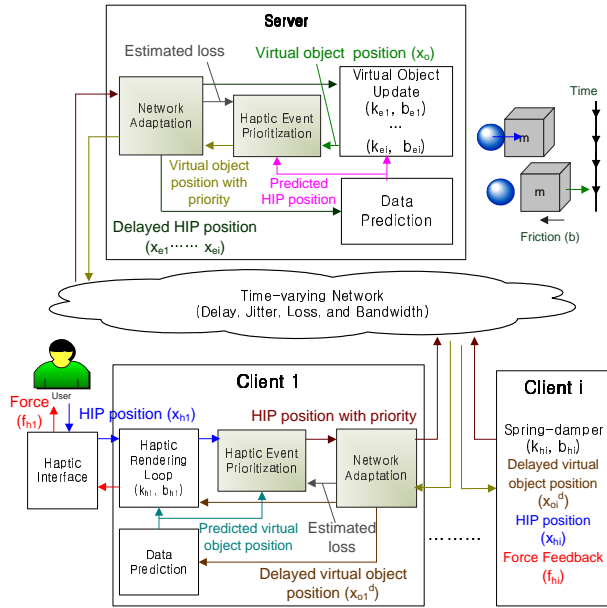 Server
Estimated loss
Virtual object position (xₒ)
Network
Adaptation
Haptic Event
Prioritization
Virtual Object
Update
(kₑ₁, bₑ₁)
...
(kₑᵢ, bₑᵢ)
Virtual object
position with
priority
Predicted
HIP position
Data
Prediction
Delayed HIP position
(xₑ₁······ xₑᵢ)
Time
m
m
Friction (b)
Time-varying Network
(Delay, Jitter, Loss, and Bandwidth)
User
Force
(fₕ₁)
HIP position (xₕ₁)
Haptic
Interface
Client 1
HIP position with priority
Haptic
Rendering
Loop
(kₕ₁, bₕ₁)
Haptic Event
Prioritization
Network
Adaptation
Predicted virtual
object position
Estimated
loss
Data
Prediction
Delayed virtual object
position (xₒ₁ᵈ)
·········
Client i
Spring-damper
(kₕᵢ, bₕᵢ)
Delayed virtual
object position
(xₒᵢᵈ)
HIP position
(xₕᵢ)
Force Feedback
(fₕᵢ)